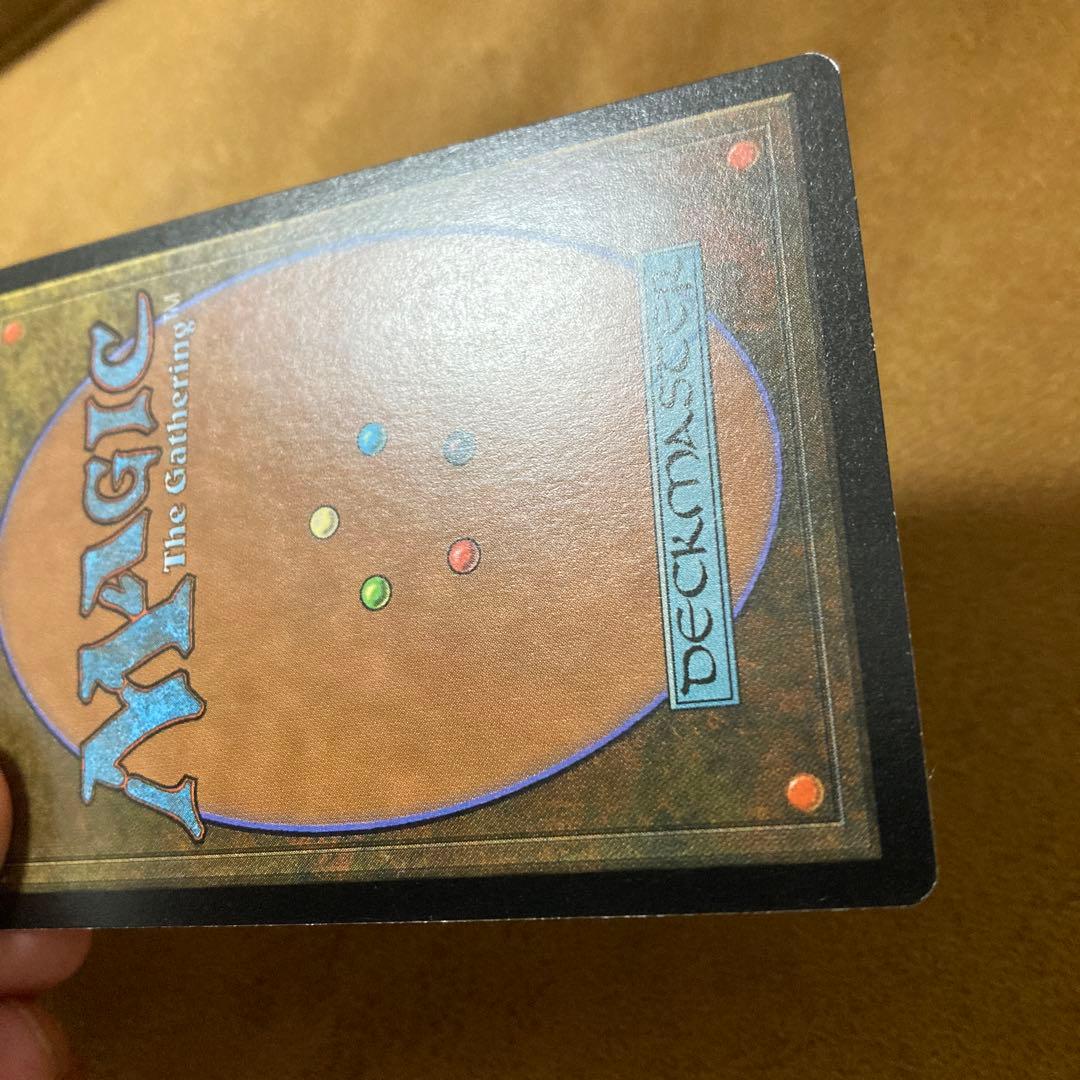 MAGIC
The Gathering™
DECKMASTER